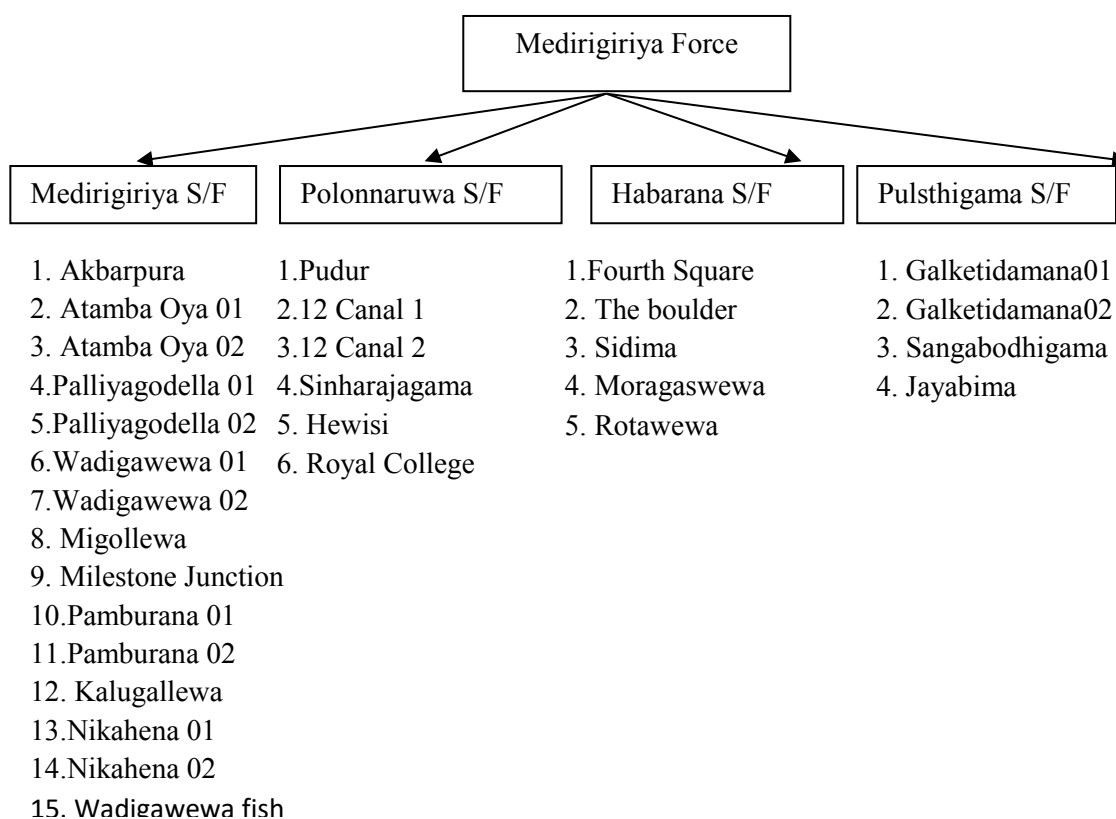 Medirigiriya Force
Medirigiriya S/F
Polonnaruwa S/F
Habarana S/F
Pulsthigama S/F
1. Akbarpura
2. Atamba Oya 01
3. Atamba Oya 02
4.Palliyagodella 01
5.Palliyagodella 02
6.Wadigawewa 01
7.Wadigawewa 02
8. Migollewa
9. Milestone Junction
10.Pamburana 01
11.Pamburana 02
12. Kalugallewa
13.Nikahena 01
14.Nikahena 02
15. Wadigawewa fish
1.Pudur
2.12 Canal 1
3.12 Canal 2
4.Sinharajagama
5. Hewisi
6. Royal College
1.Fourth Square
2. The boulder
3. Sidima
4. Moragaswewa
5. Rotawewa
1. Galketidamana01
2. Galketidamana02
3. Sangabodhigama
4. Jayabima